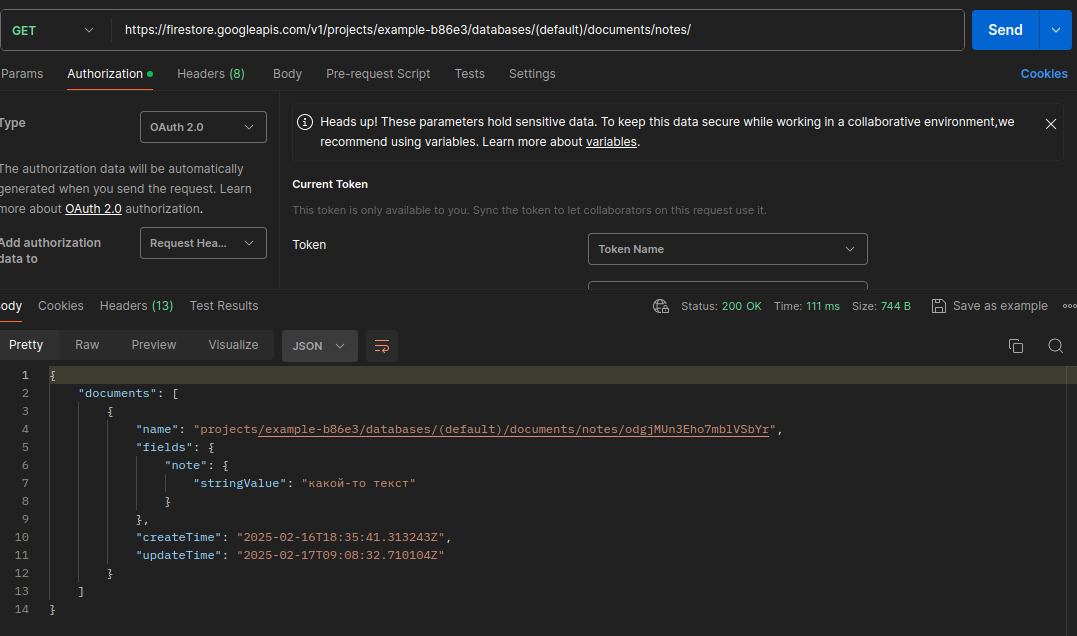 GET https://firestore.googleapis.com/v1/projects/example-b86e3/databases/(default)/documents/notes/ Send
Params Authorization Headers (8) Body Pre-request Script Tests Settings Cookies
Type OAuth 2.0
The authorization data will be automatically
generated when you send the request. Learn
more about OAuth 2.0 authorization.
Add authorization
data to
Request Hea...
Heads up! These parameters hold sensitive data. To keep this data secure while working in a collaborative environment,we
recommend using variables. Learn more about variables.
Current Token
This token is only available to you. Sync the token to let collaborators on this request use it.
Token Token Name
ody Cookies Headers (13) Test Results Status: 200 OK Time: 111 ms Size: 744 B Save as example
Pretty Raw Preview Visualize JSON
1 {
2 "documents": [
3 {
4 "name": "projects/example-b86e3/databases/(default)/documents/notes/odgjMUn3Eho7mblVSbYr",
5 "fields": {
6 "note": {
7 "stringValue": "какой-то текст"
8 }
9 },
10 "createTime": "2025-02-16T18:35:41.313243Z",
11 "updateTime": "2025-02-17T09:08:32.710104Z"
12 }
13 ]
14 }